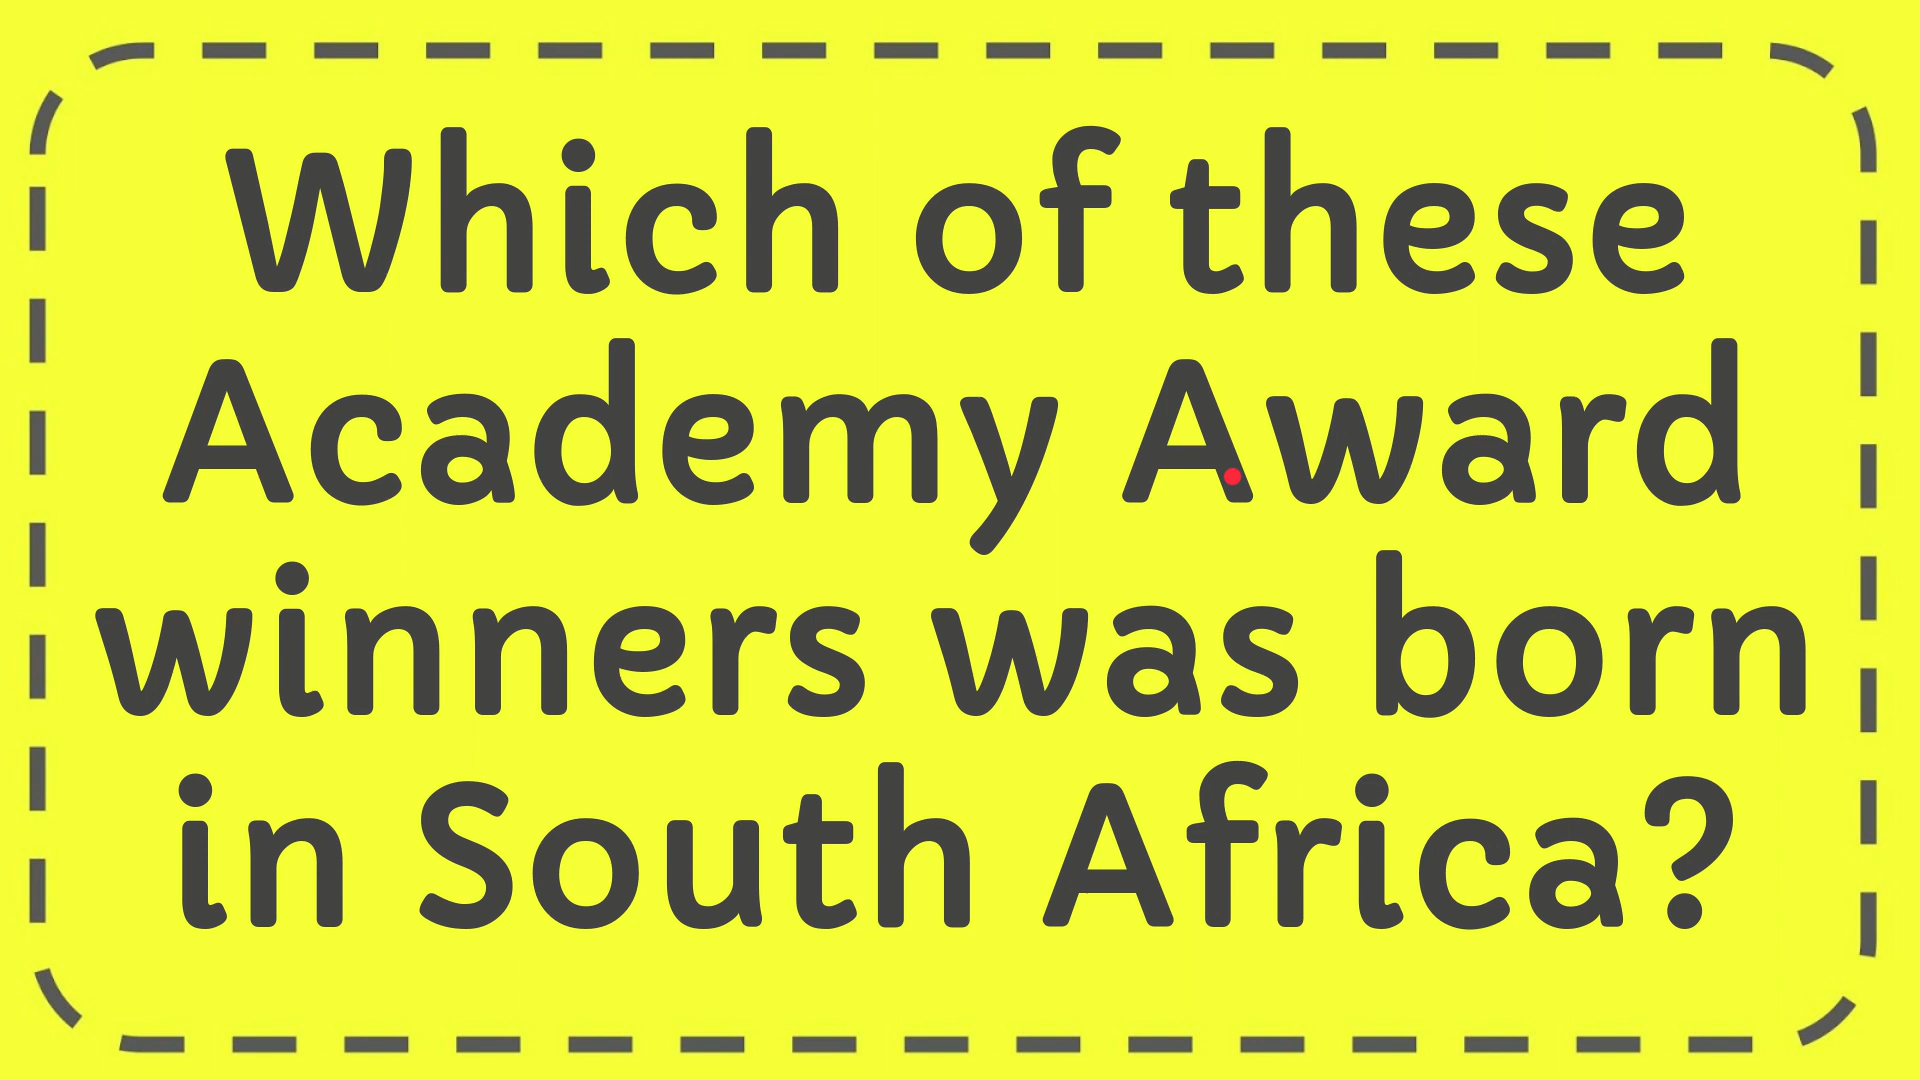 Which of these
Academy Award
winners was born
in South Africa?